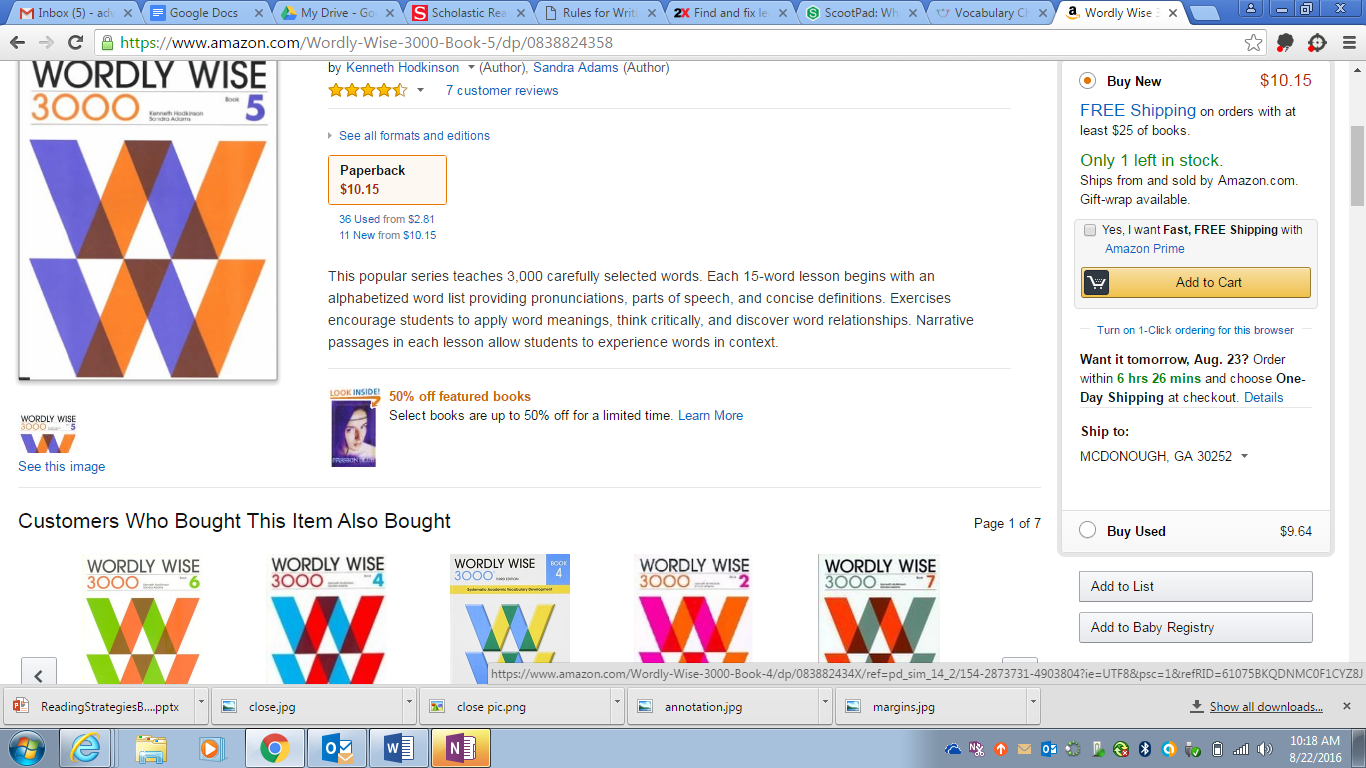 Inbox (5) - adv
Google Docs
My Drive - Go
Scholastic Rea
Rules for Writi
2X Find and fix le
ScootPad: Wh
Vocabulary Ch
Wordly Wise 3
https://www.amazon.com/Wordly-Wise-3000-Book-5/dp/0838824358
WORDLY WISE
3000
Kenneth Hodkinson
Sandra Adams
Book 5
by Kenneth Hodkinson (Author), Sandra Adams (Author)
7 customer reviews
See all formats and editions
Paperback
$10.15
36 Used from $2.81
11 New from $10.15
This popular series teaches 3,000 carefully selected words. Each 15-word lesson begins with an
alphabetized word list providing pronunciations, parts of speech, and concise definitions. Exercises
encourage students to apply word meanings, think critically, and discover word relationships. Narrative
passages in each lesson allow students to experience words in context.
LOOK INSIDE!
50% off featured books
Select books are up to 50% off for a limited time. Learn More
WORDLY WISE
3000 5
See this image
Buy New $10.15
FREE Shipping on orders with at
least $25 of books.
Only 1 left in stock.
Ships from and sold by Amazon.com.
Gift-wrap available.
Yes, I want Fast, FREE Shipping with
Amazon Prime
Add to Cart
Turn on 1-Click ordering for this browser
Want it tomorrow, Aug. 23? Order
within 6 hrs 26 mins and choose One-
Day Shipping at checkout. Details
Ship to:
MCDONOUGH, GA 30252
Buy Used $9.64
Add to List
Add to Baby Registry
Customers Who Bought This Item Also Bought
Page 1 of 7
WORDLY WISE
3000 Book 6
WORDLY WISE
3000 Book 4
WORDLY WISE
3000 THIRD EDITION
BOOK 4
Systematic Academic Vocabulary Development
WORDLY WISE
3000 Book 2
WORDLY WISE
3000 Book 7
https://www.amazon.com/Wordly-Wise-3000-Book-4/dp/083882434X/ref=pd_sim_14_2/154-2873731-4903804?ie=UTF8&psc=1&refRID=61075BKQDNMC0F1CYZ8J
ReadingStrategiesB....pptx
close.jpg
close pic.png
annotation.jpg
margins.jpg
Show all downloads...
10:18 AM
8/22/2016